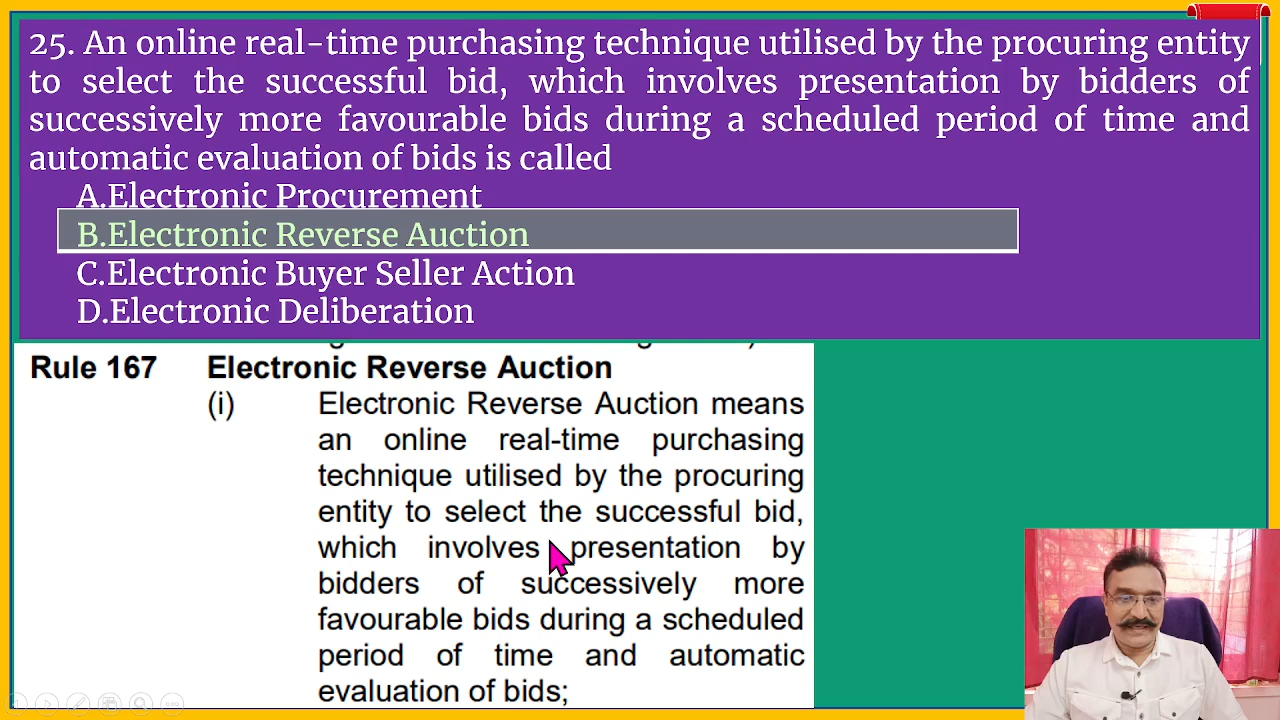 25. An online real-time purchasing technique utilised by the procuring entity
to select the successful bid, which involves presentation by bidders of
successively more favourable bids during a scheduled period of time and
automatic evaluation of bids is called
A.Electronic Procurement
B.Electronic Reverse Auction
C.Electronic Buyer Seller Action
D.Electronic Deliberation
Rule 167 Electronic Reverse Auction
(i) Electronic Reverse Auction means
an online real-time purchasing
technique utilised by the procuring
entity to select the successful bid,
which involves presentation by
bidders of successively more
favourable bids during a scheduled
period of time and automatic
evaluation of bids;